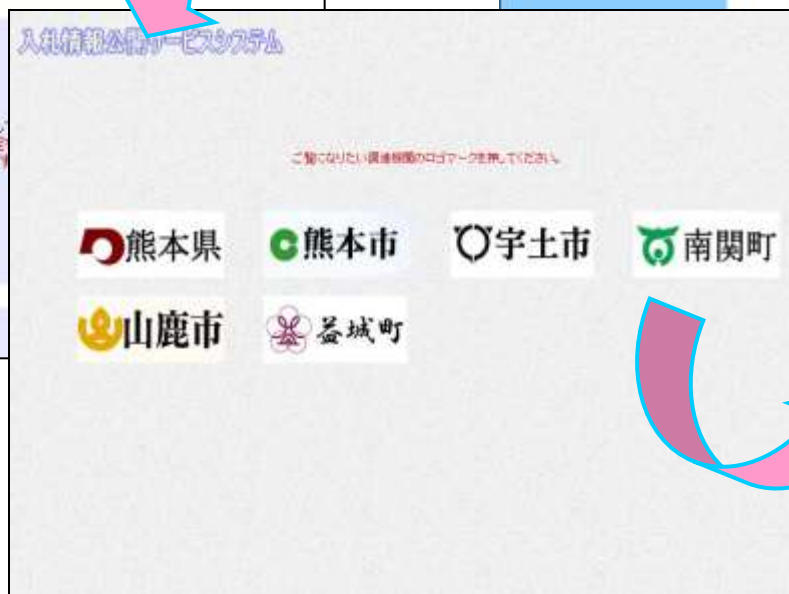 入札情報公開サービスシステム
ご覧になりたい調達機関のロゴマークを押してください。
熊本県
熊本市
宇土市
南関町
山鹿市
益城町